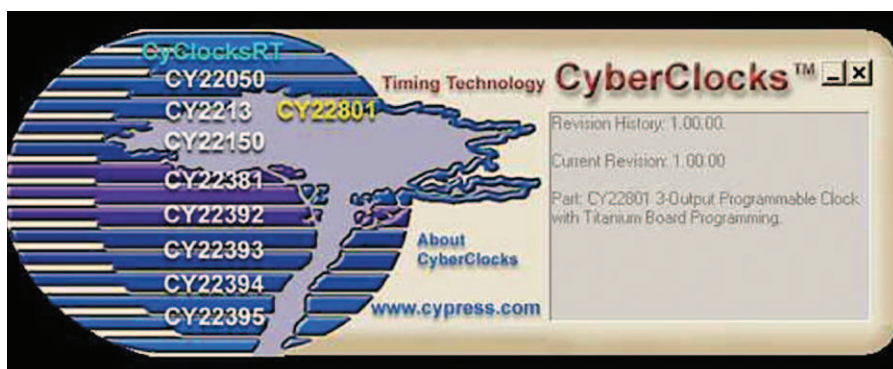 CyClocksRT
CY22050
CY2213
CY22801
CY22150
CY22381
CY22392
CY22393
CY22394
CY22395
Timing Technology
CyberClocks™
About
CyberClocks
www.cypress.com
Revision History: 1.00.00.
Current Revision: 1.00.00
Part: CY22801 3-Output Programmable Clock
with Titanium Board Programming.